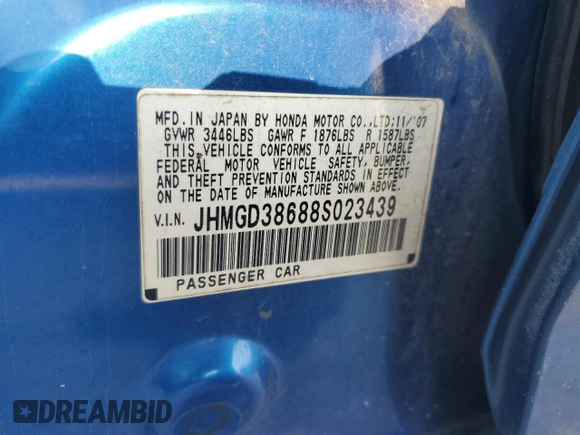 MFD. IN JAPAN BY HONDA MOTOR CO.,LTD:11/'07
GVWR 3446LBS GAWR F 1876LBS R 1587LBS
THIS VEHICLE CONFORMS TO ALL APPLICABLE
FEDERAL MOTOR VEHICLE SAFETY, BUMPER,
AND THEFT PREVENTION STANDARDS IN EFFECT
ON THE DATE OF MANUFACTURE SHOWN ABOVE.
V.I.N. JHMGD38688S023439
PASSENGER CAR
DREAMBID